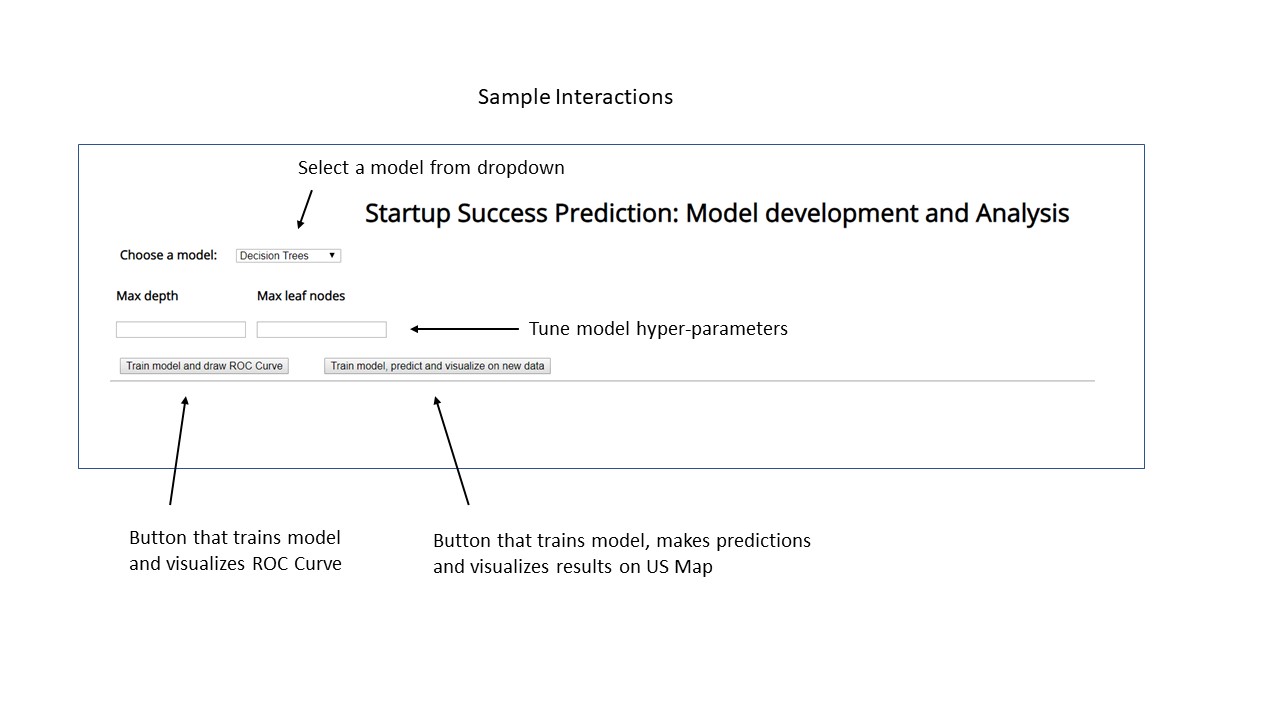 Sample Interactions
Select a model from dropdown
Startup Success Prediction: Model development and Analysis
Choose a model: Decision Trees
Max depth Max leaf nodes
Tune model hyper-parameters
Train model and draw ROC Curve Train model, predict and visualize on new data
Button that trains model
and visualizes ROC Curve
Button that trains model, makes predictions
and visualizes results on US Map